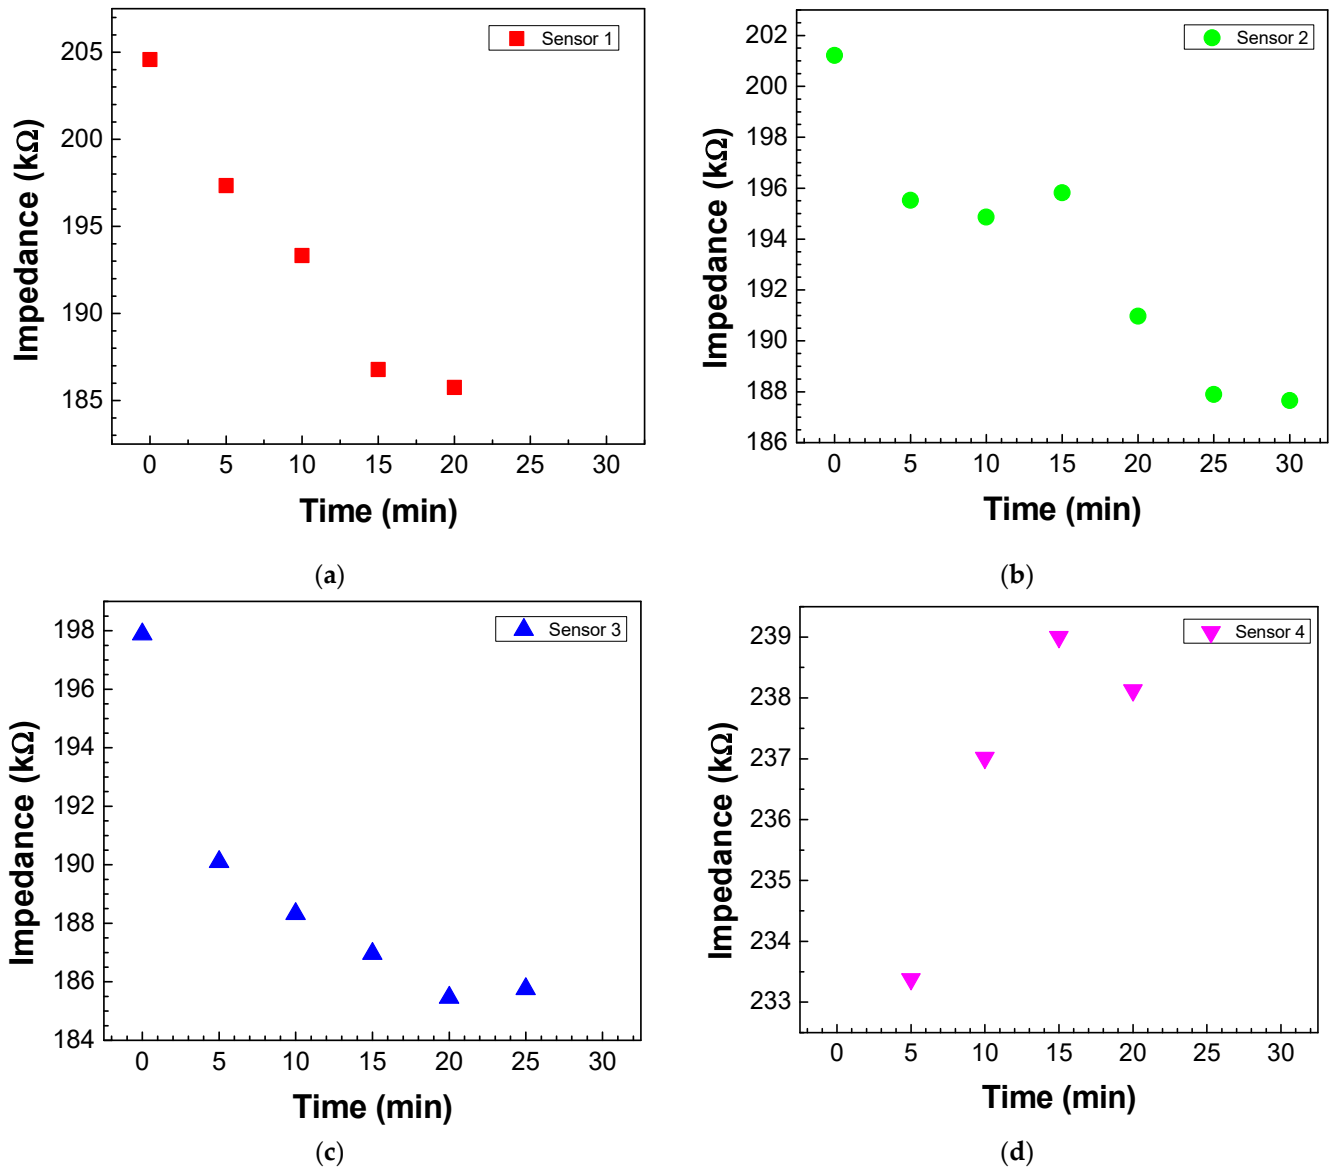 Sensor 1
205
200
195
190
185
Impedance (kΩ)
0 5 10 15 20 25 30
Time (min)
(a)
Sensor 2
202
200
198
196
194
192
190
188
186
Impedance (kΩ)
0 5 10 15 20 25 30
Time (min)
(b)
Sensor 3
198
196
194
192
190
188
186
184
Impedance (kΩ)
0 5 10 15 20 25 30
Time (min)
(c)
Sensor 4
239
238
237
236
235
234
233
Impedance (kΩ)
0 5 10 15 20 25 30
Time (min)
(d)